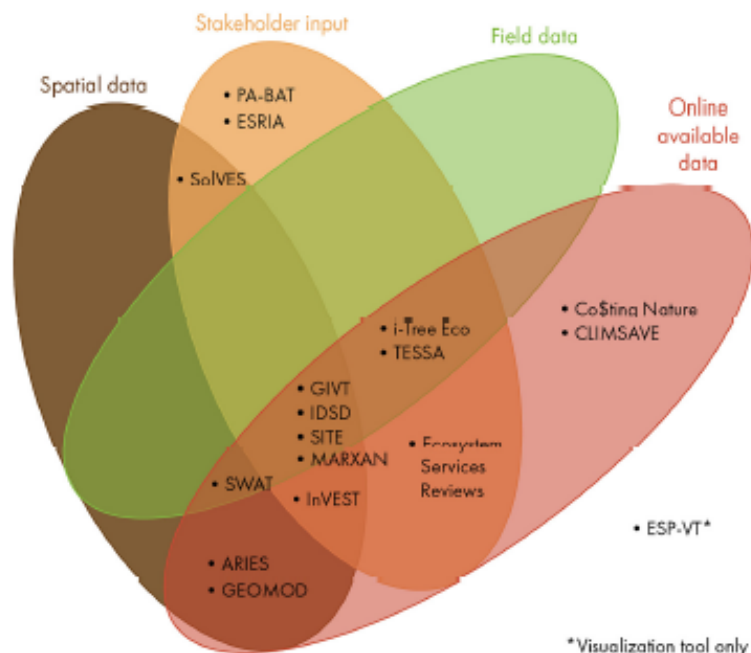 Stakeholder input
Spatial data
Field data
Online
available
data
• PA-BAT
• ESRIA
• SolVES
• Co$ting Nature
• CLIMSAVE
• i-Tree Eco
• TESSA
• GIVT
• IDSD
• SITE
• MARXAN
• Ecosystem
Services
Reviews
• SWAT
• InVEST
• ESP-VT*
• ARIES
• GEOMOD
*Visualization tool only